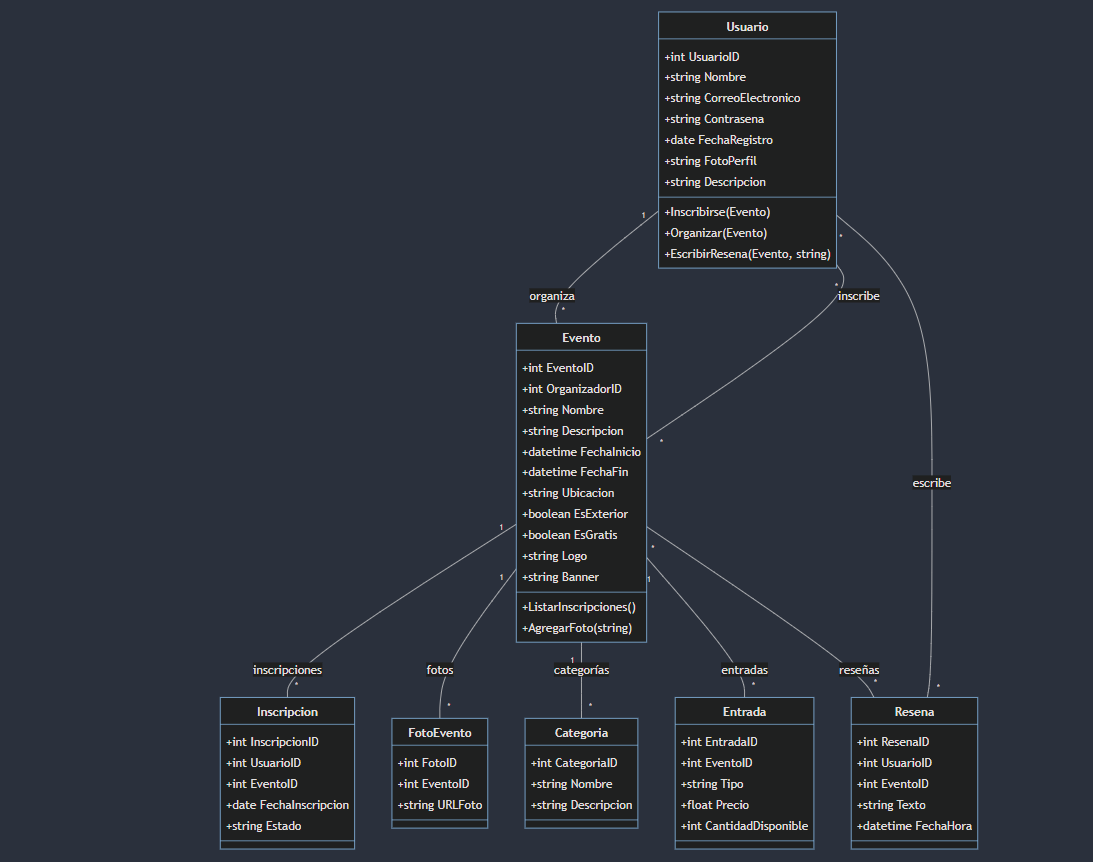 Usuario
+int UsuarioID
+string Nombre
+string CorreoElectronico
+string Contrasena
+date FechaRegistro
+string FotoPerfil
+string Descripcion
+Inscribirse(Evento)
+Organizar(Evento)
+EscribirResena(Evento, string)
1
*
*
organiza
inscribe
*
Evento
+int EventoID
+int OrganizadorID
+string Nombre
+string Descripcion
+datetime FechaInicio
+datetime FechaFin
+string Ubicacion
+boolean EsExterior
+boolean EsGratis
+string Logo
+string Banner
+ListarInscripciones()
+AgregarFoto(string)
*
escribe
1
*
1
1
1
inscripciones
fotos
categorías
entradas
reseñas
*
*
*
*
*
*
Inscripcion
+int InscripcionID
+int UsuarioID
+int EventoID
+date FechaInscripcion
+string Estado
FotoEvento
+int FotoID
+int EventoID
+string URLFoto
Categoria
+int CategoriaID
+string Nombre
+string Descripcion
Entrada
+int EntradaID
+int EventoID
+string Tipo
+float Precio
+int CantidadDisponible
Resena
+int ResenaID
+int UsuarioID
+int EventoID
+string Texto
+datetime FechaHora